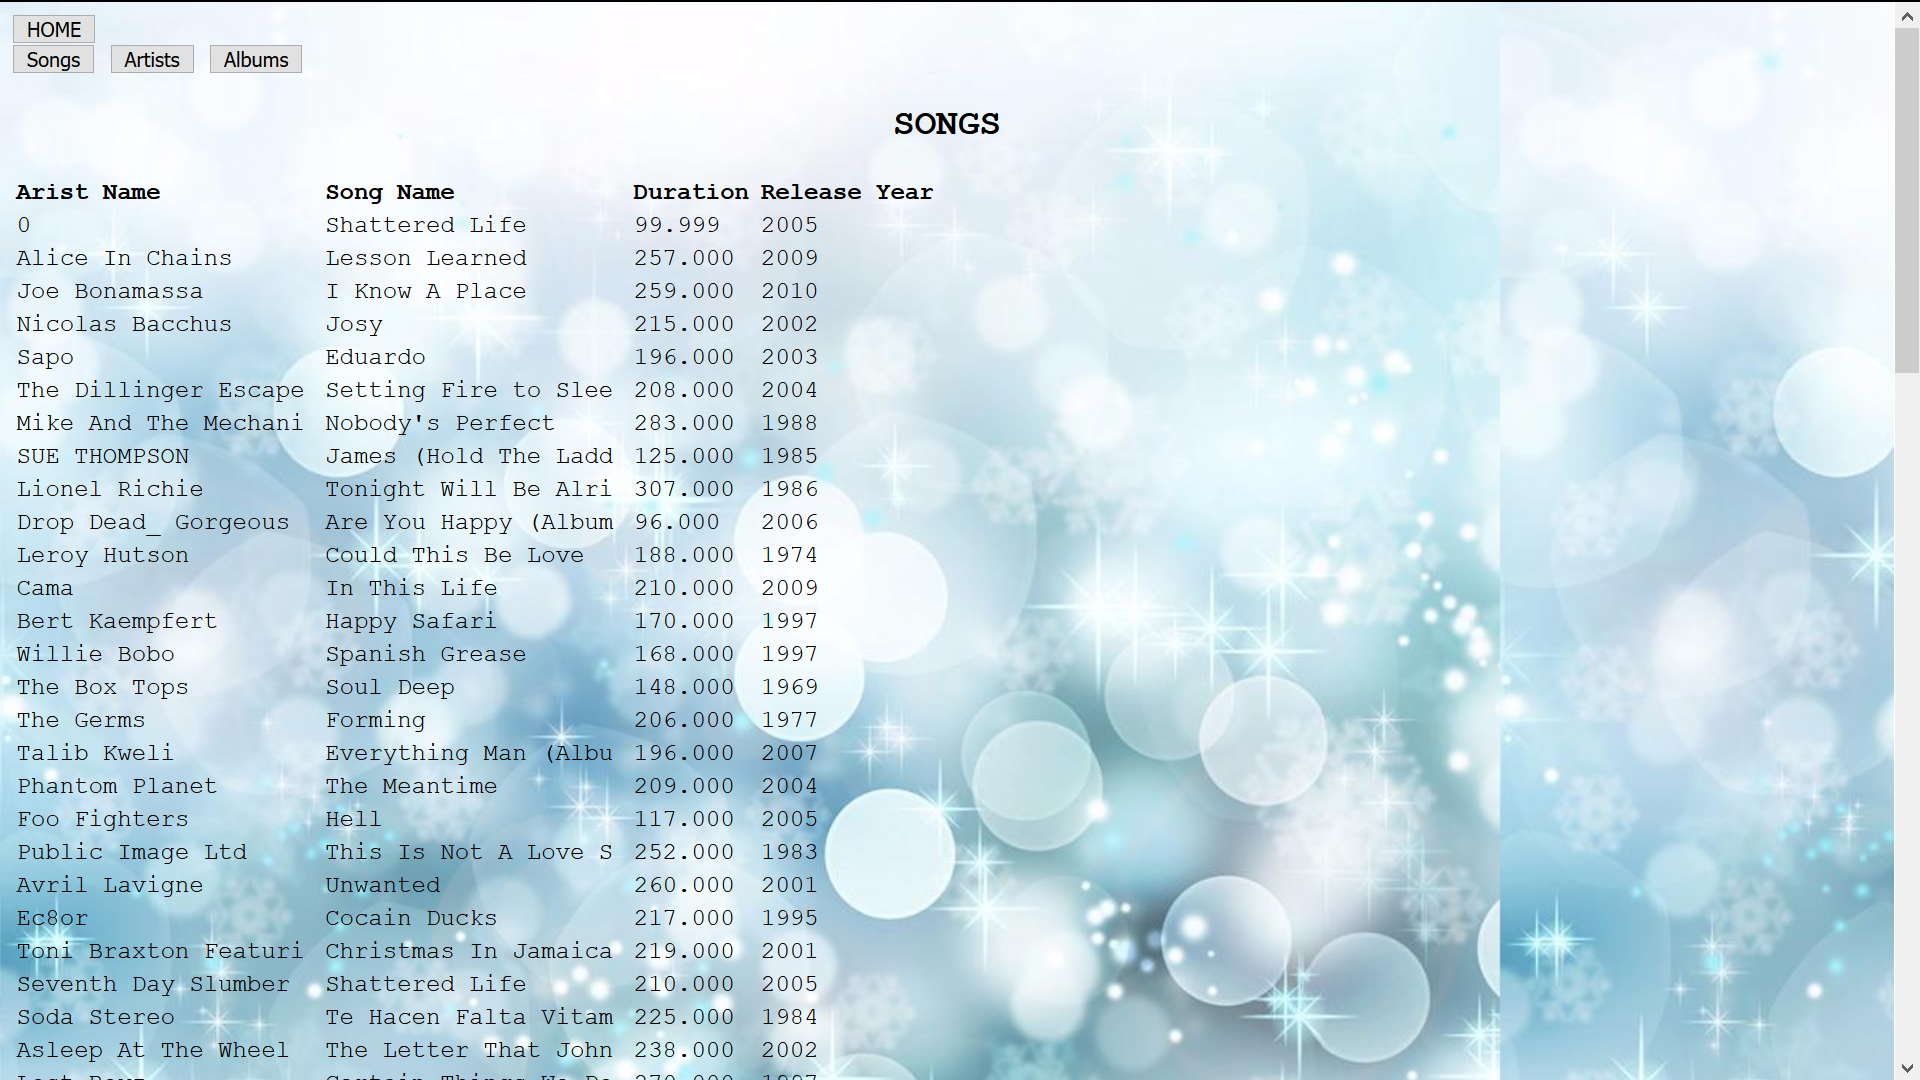 HOME
Songs Artists Albums
SONGS
Arist Name Song Name Duration Release Year
0 Shattered Life 99.999 2005
Alice In Chains Lesson Learned 257.000 2009
Joe Bonamassa I Know A Place 259.000 2010
Nicolas Bacchus Josy 215.000 2002
Sapo Eduardo 196.000 2003
The Dillinger Escape Setting Fire to Slee 208.000 2004
Mike And The Mechani Nobody's Perfect 283.000 1988
SUE THOMPSON James (Hold The Ladd 125.000 1985
Lionel Richie Tonight Will Be Alri 307.000 1986
Drop Dead_ Gorgeous Are You Happy (Album 96.000 2006
Leroy Hutson Could This Be Love 188.000 1974
Cama In This Life 210.000 2009
Bert Kaempfert Happy Safari 170.000 1997
Willie Bobo Spanish Grease 168.000 1997
The Box Tops Soul Deep 148.000 1969
The Germs Forming 206.000 1977
Talib Kweli Everything Man (Albu 196.000 2007
Phantom Planet The Meantime 209.000 2004
Foo Fighters Hell 117.000 2005
Public Image Ltd This Is Not A Love S 252.000 1983
Avril Lavigne Unwanted 260.000 2001
Ec8or Cocain Ducks 217.000 1995
Toni Braxton Featuri Christmas In Jamaica 219.000 2001
Seventh Day Slumber Shattered Life 210.000 2005
Soda Stereo Te Hacen Falta Vitam 225.000 1984
Asleep At The Wheel The Letter That John 238.000 2002